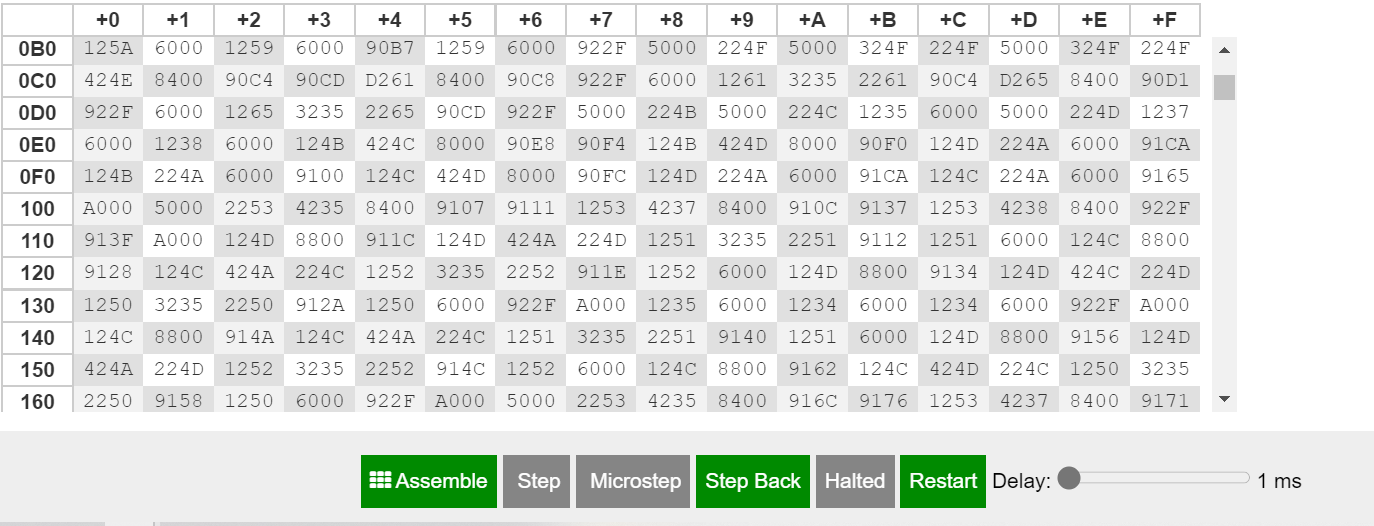 +0 +1 +2 +3 +4 +5 +6 +7 +8 +9 +A +B +C +D +E +F
0B0 125A 6000 1259 6000 90B7 1259 6000 922F 5000 224F 5000 324F 224F 5000 324F 224F
0C0 424E 8400 90C4 90CD D261 8400 90C8 922F 6000 1261 3235 2261 90C4 D265 8400 90D1
0D0 922F 6000 1265 3235 2265 90CD 922F 5000 224B 5000 224C 1235 6000 5000 224D 1237
0E0 6000 1238 6000 124B 424C 8000 90E8 90F4 124B 424D 8000 90F0 124D 224A 6000 91CA
0F0 124B 224A 6000 9100 124C 424D 8000 90FC 124D 224A 6000 91CA 124C 224A 6000 9165
100 A000 5000 2253 4235 8400 9107 9111 1253 4237 8400 910C 9137 1253 4238 8400 922F
110 913F A000 124D 8800 911C 124D 424A 224D 1251 3235 2251 9112 1251 6000 124C 8800
120 9128 124C 424A 224C 1252 3235 2252 911E 1252 6000 124D 8800 9134 124D 424C 224D
130 1250 3235 2250 912A 1250 6000 922F A000 1235 6000 1234 6000 1234 6000 922F A000
140 124C 8800 914A 124C 424A 224C 1251 3235 2251 9140 1251 6000 124D 8800 9156 124D
150 424A 224D 1252 3235 2252 914C 1252 6000 124C 8800 9162 124C 424D 224C 1250 3235
160 2250 9158 1250 6000 922F A000 5000 2253 4235 8400 916C 9176 1253 4237 8400 9171
Assemble Step Microstep Step Back Halted Restart Delay: 1 ms